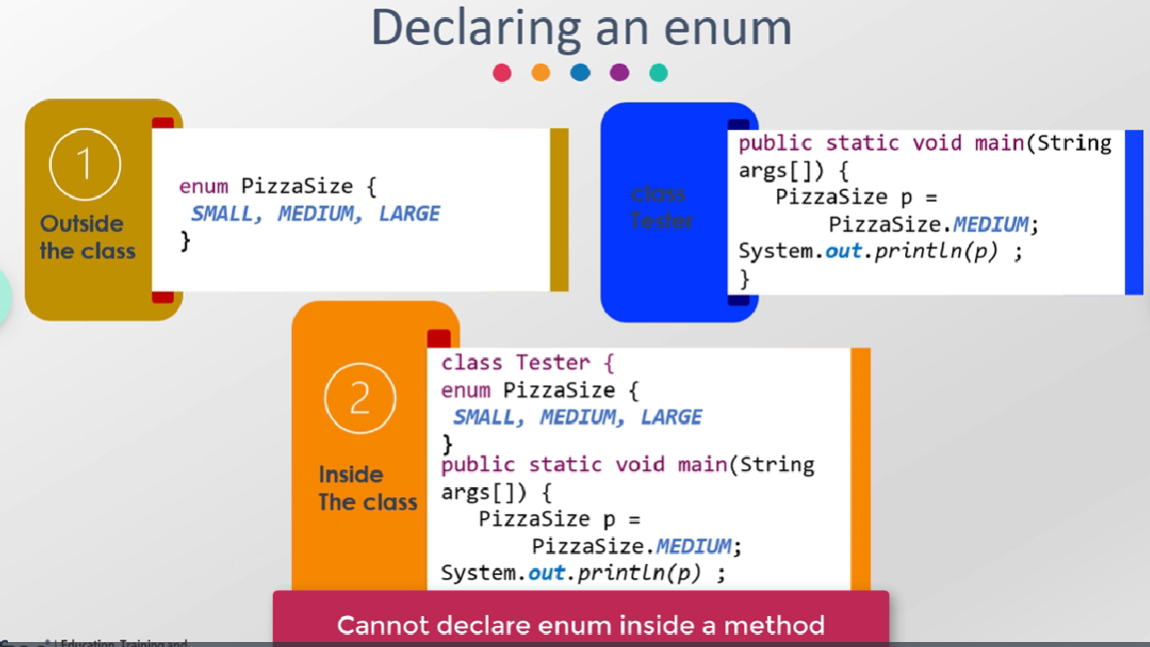 Declaring an enum
1
Outside
the class
enum PizzaSize {
SMALL, MEDIUM, LARGE
}
class
Tester
public static void main(String
args[]) {
PizzaSize p =
PizzaSize.MEDIUM;
System.out.println(p) ;
}
2
Inside
The class
class Tester {
enum PizzaSize {
SMALL, MEDIUM, LARGE
}
public static void main(String
args[]) {
PizzaSize p =
PizzaSize.MEDIUM;
System.out.println(p) ;
Cannot declare enum inside a method
| Education, Training and